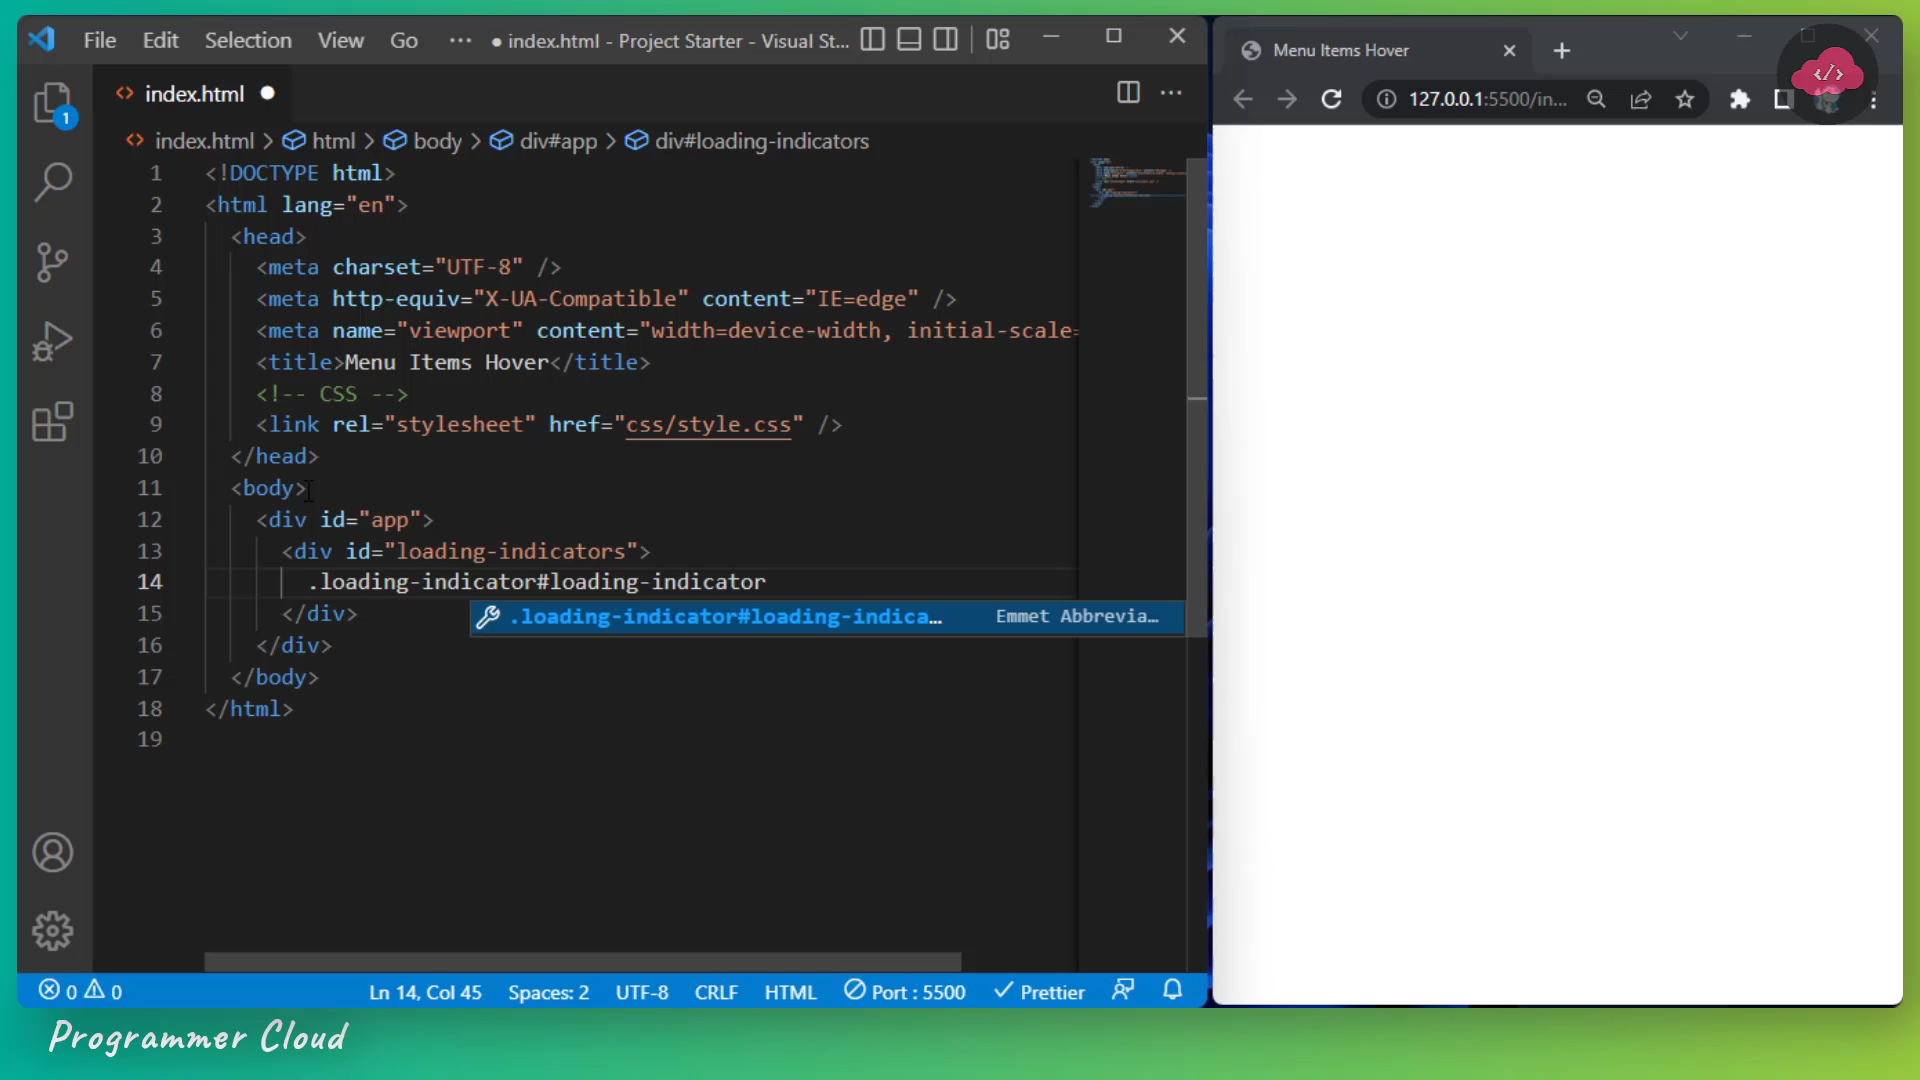 File Edit Selection View Go ··· ● index.html - Project Starter - Visual St...
index.html ●
index.html > html > body > div#app > div#loading-indicators
1 <!DOCTYPE html>
2 <html lang="en">
3 <head>
4 <meta charset="UTF-8" />
5 <meta http-equiv="X-UA-Compatible" content="IE=edge" />
6 <meta name="viewport" content="width=device-width, initial-scale=
7 <title>Menu Items Hover</title>
8 <!-- CSS -->
9 <link rel="stylesheet" href="css/style.css" />
10 </head>
11 <body>
12 <div id="app">
13 <div id="loading-indicators">
14 .loading-indicator#loading-indicator
15 </div>
.loading-indicator#loading-indica… Emmet Abbrevia…
16 </div>
17 </body>
18 </html>
19
1
0 0 Ln 14, Col 45 Spaces: 2 UTF-8 CRLF HTML Port : 5500 Prettier
Menu Items Hover
127.0.0.1:5500/in...
</>
Programmer Cloud